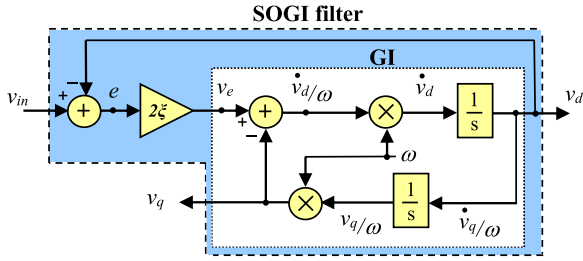 SOGI filter
GI
v_in
+
−
+
e
2ξ
v_e
+
−
+
v̇_d/ω
×
v̇_d
1/s
v_d
ω
v_q
×
v_q/ω
1/s
v̇_q/ω